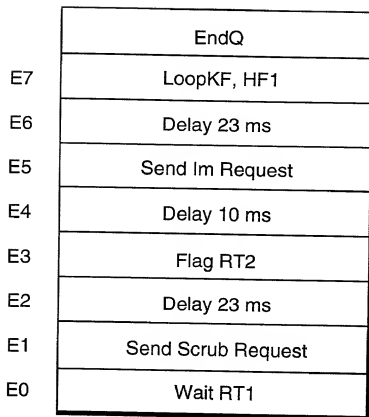 EndQ
E7 LoopKF, HF1
E6 Delay 23 ms
E5 Send Im Request
E4 Delay 10 ms
E3 Flag RT2
E2 Delay 23 ms
E1 Send Scrub Request
E0 Wait RT1